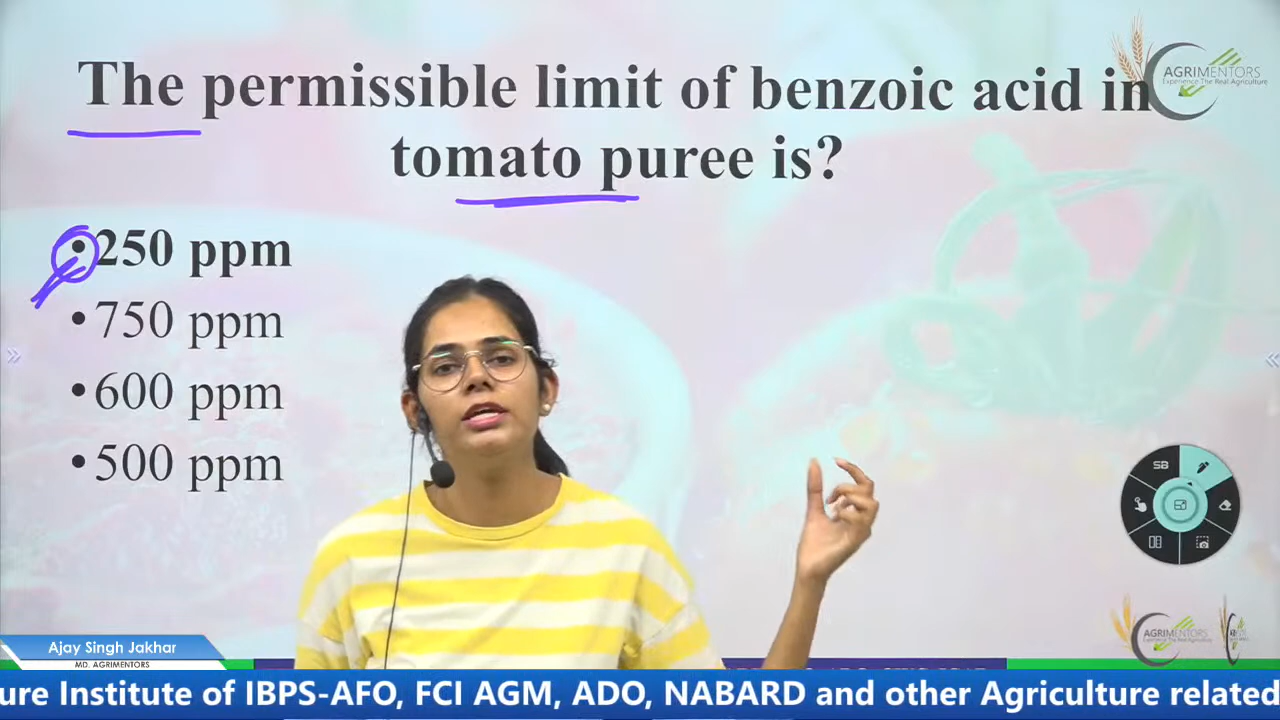 The permissible limit of benzoic acid in
tomato puree is?
•250 ppm
•750 ppm
•600 ppm
•500 ppm
AGRIMENTORS
Experience The Real Agriculture
SB
AGRIMENTORS
Ajay Singh Jakhar
MD. AGRIMENTORS
ure Institute of IBPS-AFO, FCI AGM, ADO, NABARD and other Agriculture related